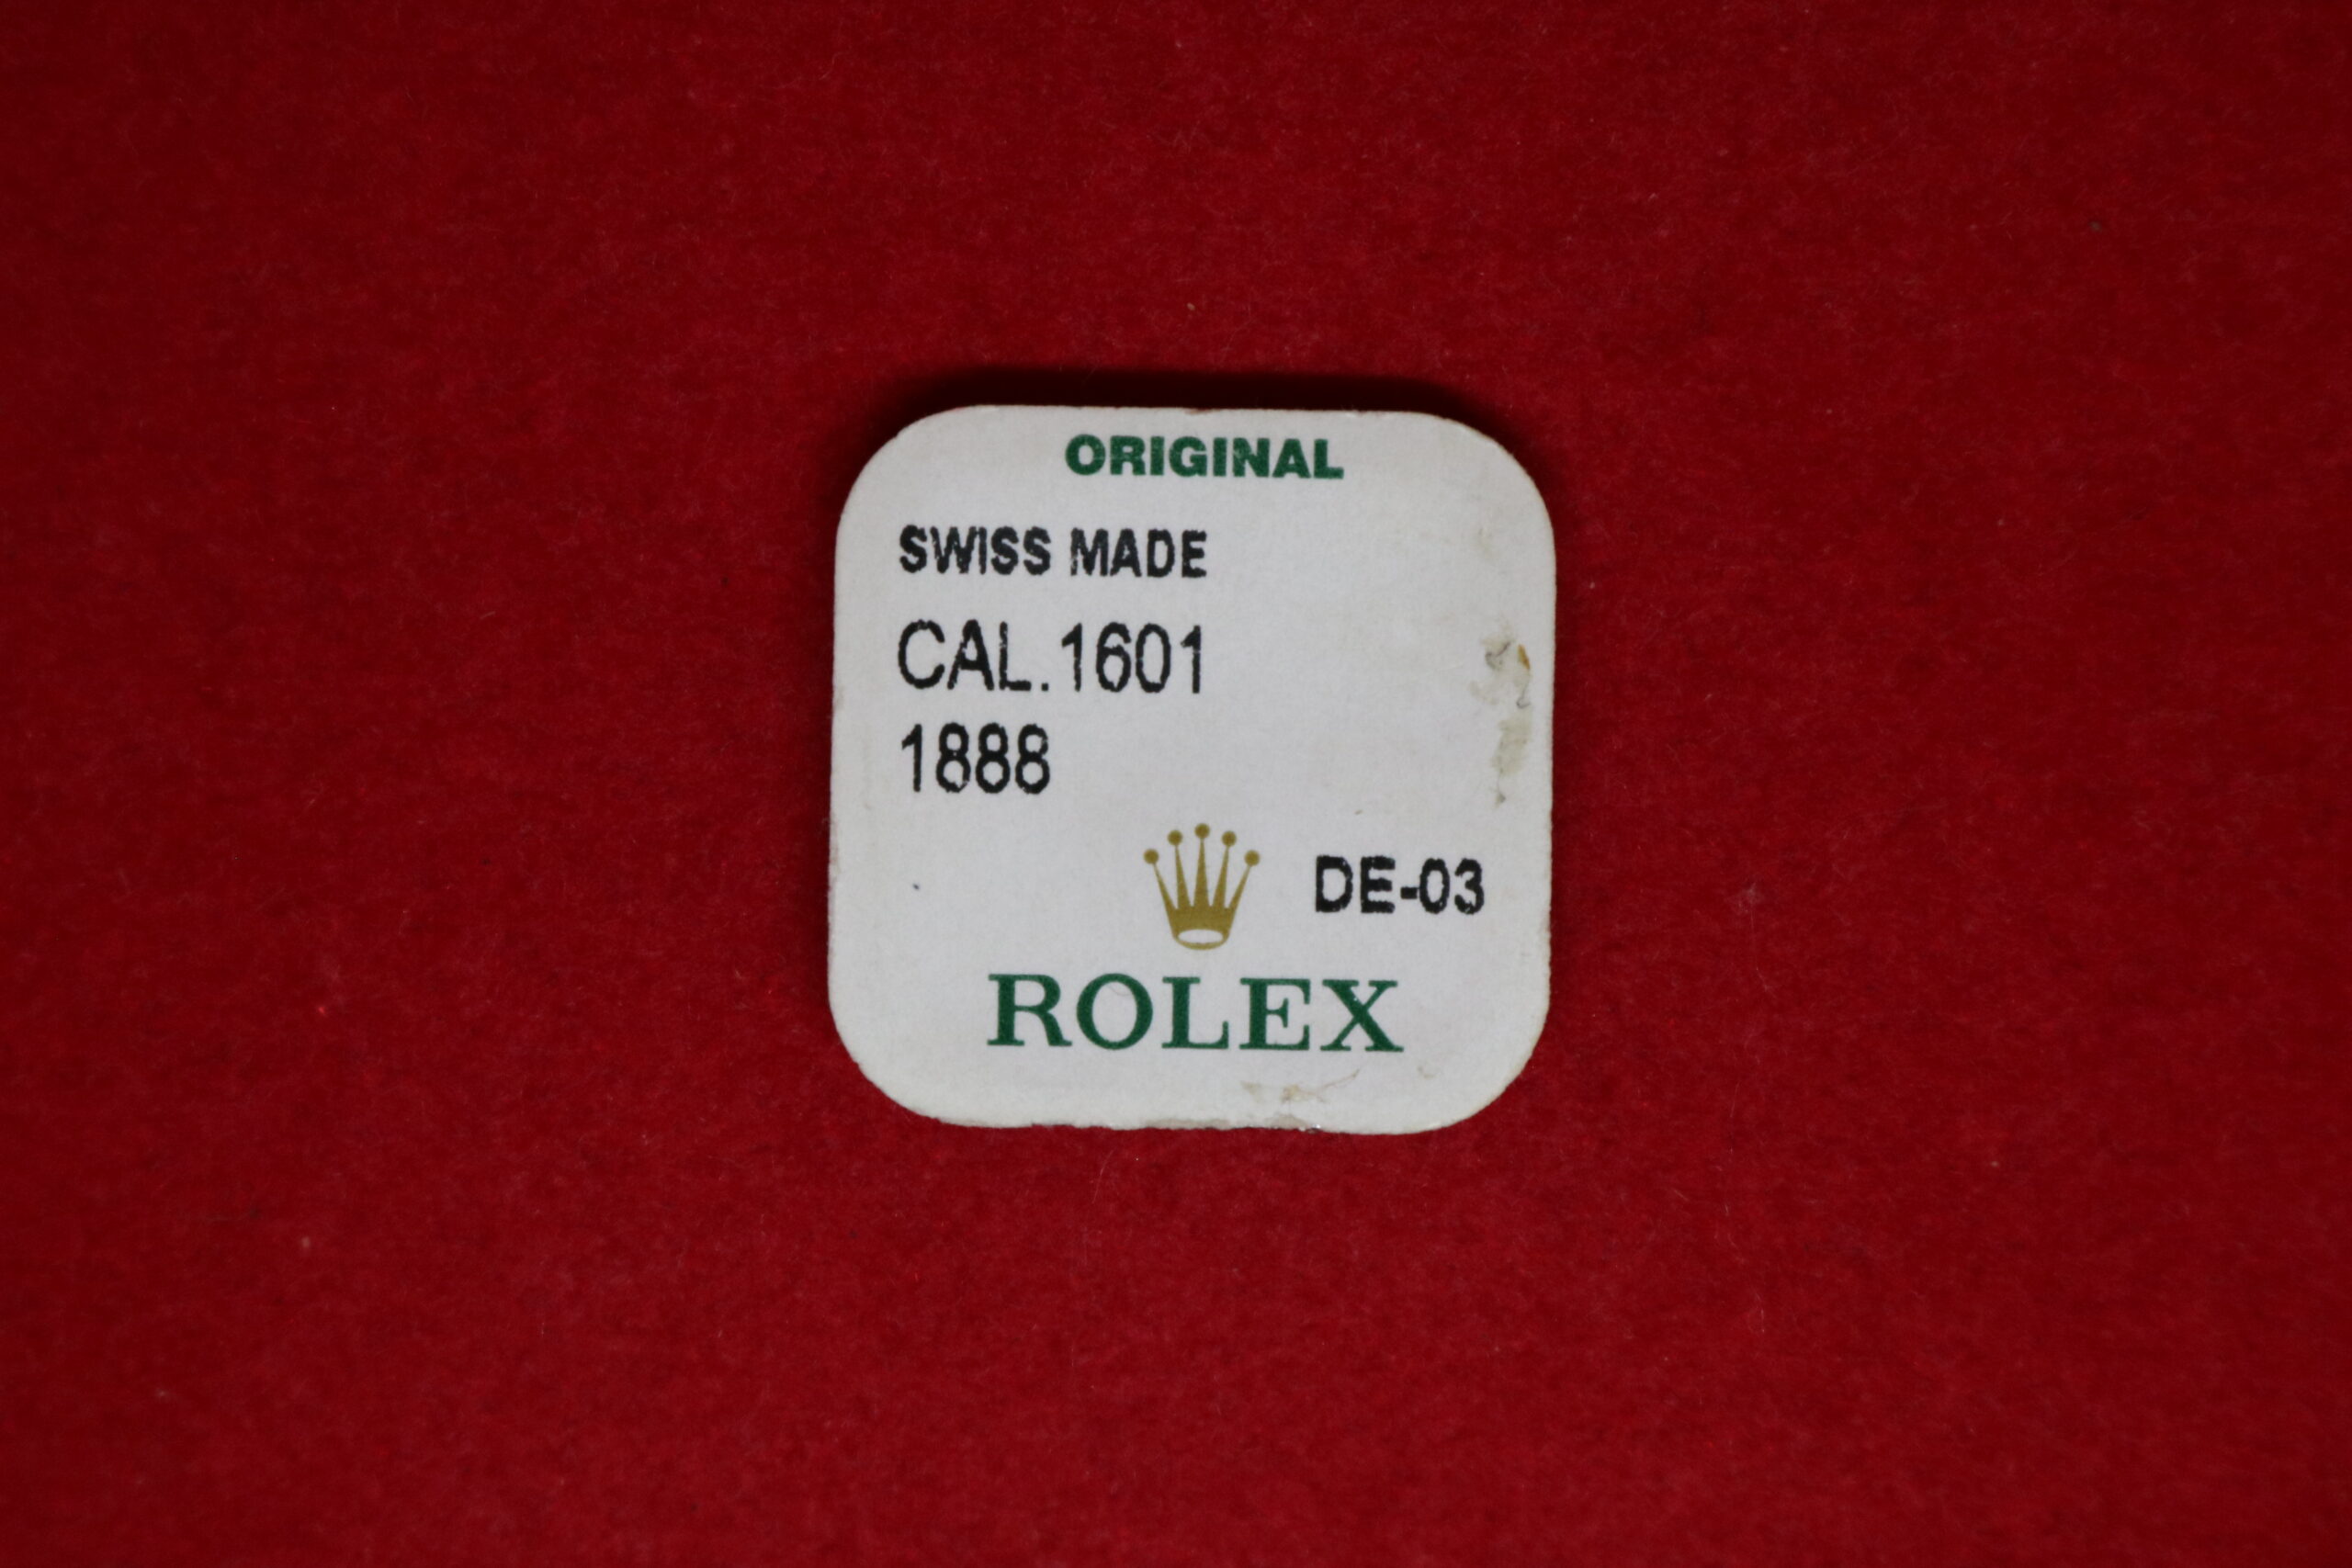 ORIGINAL
SWISS MADE
CAL.1601
1888
DE-03
ROLEX